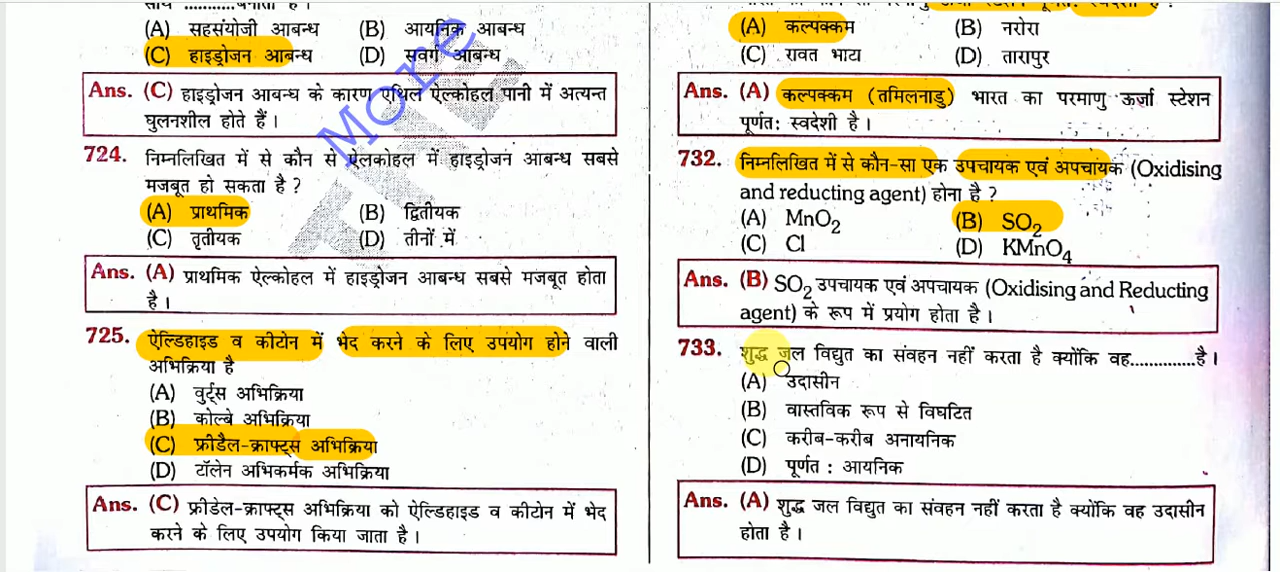 साथ ...........बनाता है।
(A) सहसंयोजी आबन्ध (B) आयनिक आबन्ध
(C) हाइड्रोजन आबन्ध (D) सवर्ग आबन्ध
Ans. (C) हाइड्रोजन आबन्ध के कारण एथिल ऐल्कोहल पानी में अत्यन्त
घुलनशील होते हैं।
724. निम्नलिखित में से कौन से ऐलकोहल में हाइड्रोजन आबन्ध सबसे
मजबूत हो सकता है ?
(A) प्राथमिक (B) द्वितीयक
(C) तृतीयक (D) तीनों में
Ans. (A) प्राथमिक ऐल्कोहल में हाइड्रोजन आबन्ध सबसे मजबूत होता
है।
725. ऐल्डिहाइड व कीटोन में भेद करने के लिए उपयोग होने वाली
अभिक्रिया है
(A) वुर्ट्स अभिक्रिया
(B) कोल्बे अभिक्रिया
(C) फ्रीडैल-क्राफ्ट्स अभिक्रिया
(D) टॉलेन अभिकर्मक अभिक्रिया
Ans. (C) फ्रीडेल-क्राफ्ट्स अभिक्रिया को ऐल्डिहाइड व कीटोन में भेद
करने के लिए उपयोग किया जाता है।
More
(A) कल्पक्कम (B) नरोरा
(C) रावत भाटा (D) तारापुर
Ans. (A) कल्पक्कम (तमिलनाडु) भारत का परमाणु ऊर्जा स्टेशन
पूर्णत: स्वदेशी है।
732. निम्नलिखित में से कौन-सा एक उपचायक एवं अपचायक (Oxidising
and reducting agent) होना है ?
(A) MnO₂ (B) SO₂
(C) Cl (D) KMnO₄
Ans. (B) SO₂ उपचायक एवं अपचायक (Oxidising and Reducting
agent) के रूप में प्रयोग होता है।
733. शुद्ध जल विद्युत का संवहन नहीं करता है क्योंकि वह.............है।
(A) उदासीन
(B) वास्तविक रूप से विघटित
(C) करीब-करीब अनायनिक
(D) पूर्णत : आयनिक
Ans. (A) शुद्ध जल विद्युत का संवहन नहीं करता है क्योंकि वह उदासीन
होता है।